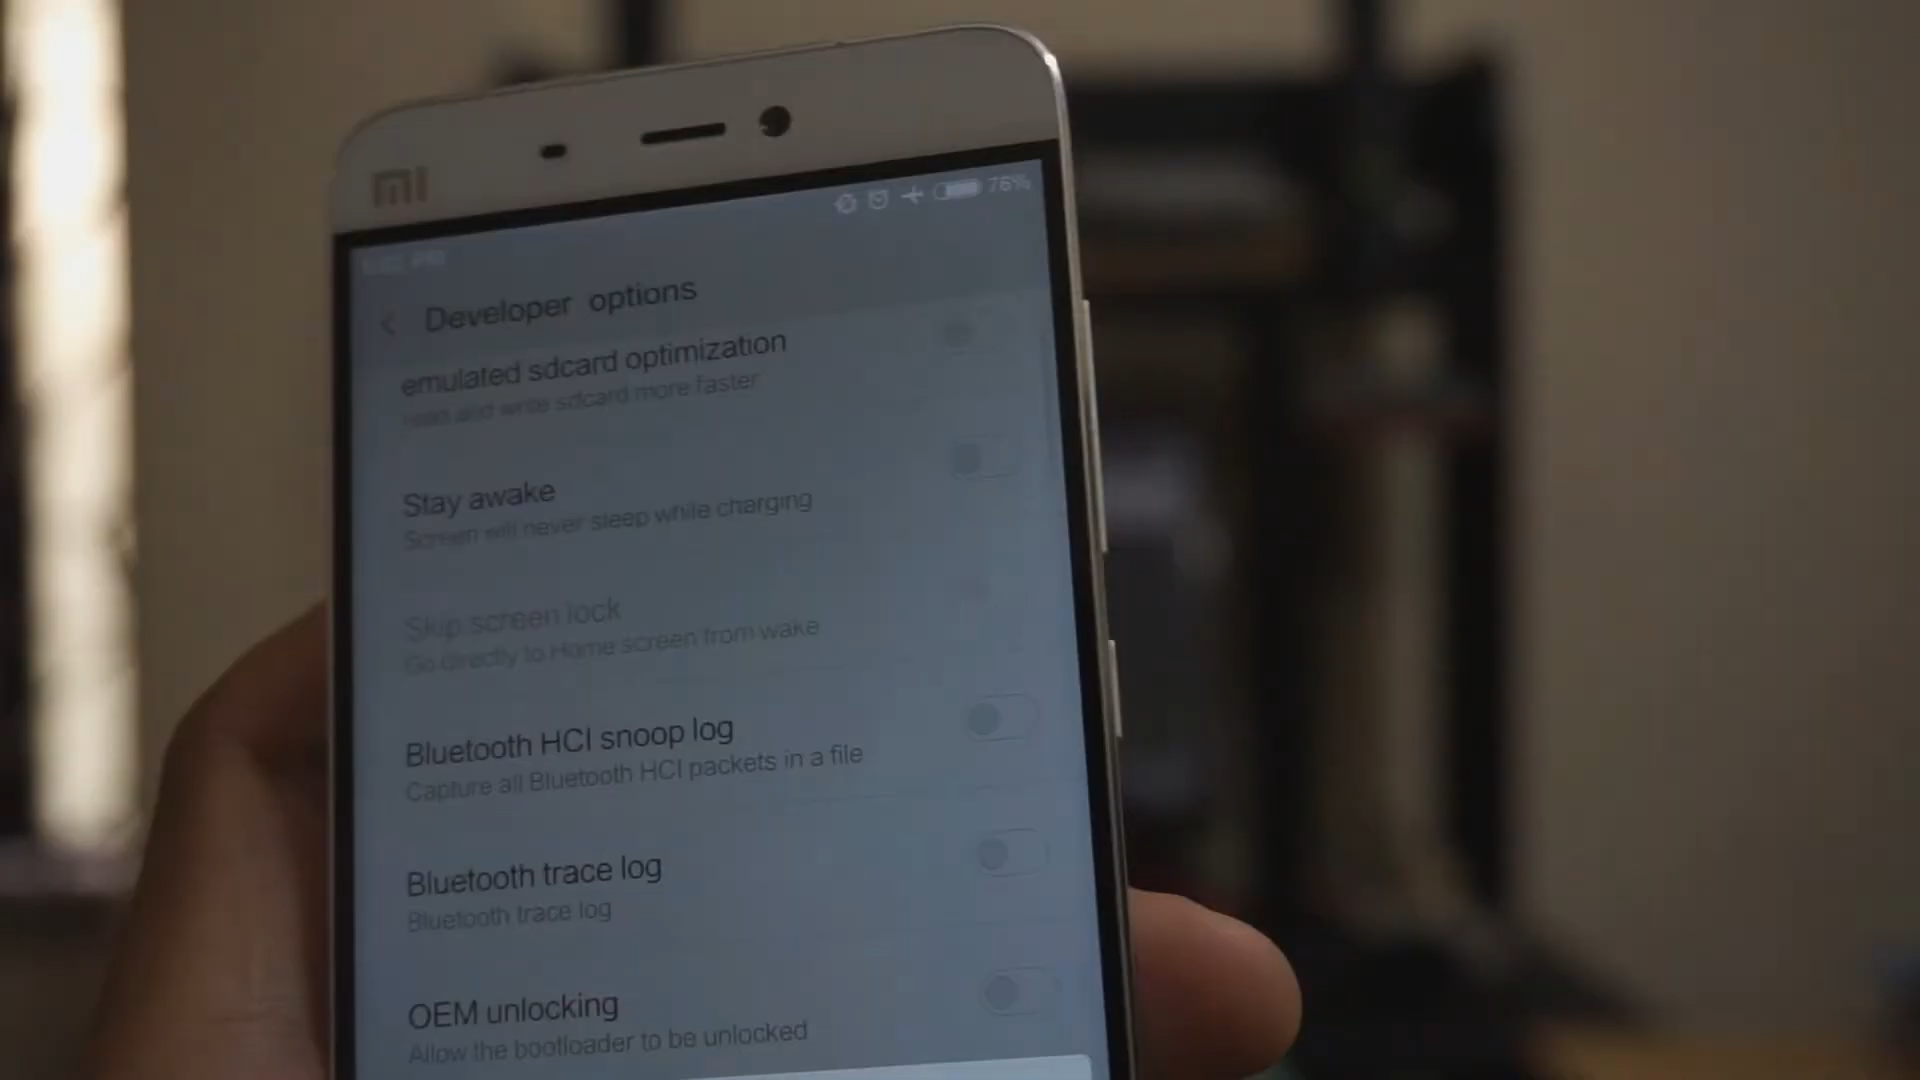 mi
76%
Developer options
emulated sdcard optimization
read and write sdcard more faster
Stay awake
Screen will never sleep while charging
Skip screen lock
Go directly to Home screen from wake
Bluetooth HCI snoop log
Capture all Bluetooth HCI packets in a file
Bluetooth trace log
Bluetooth trace log
OEM unlocking
Allow the bootloader to be unlocked